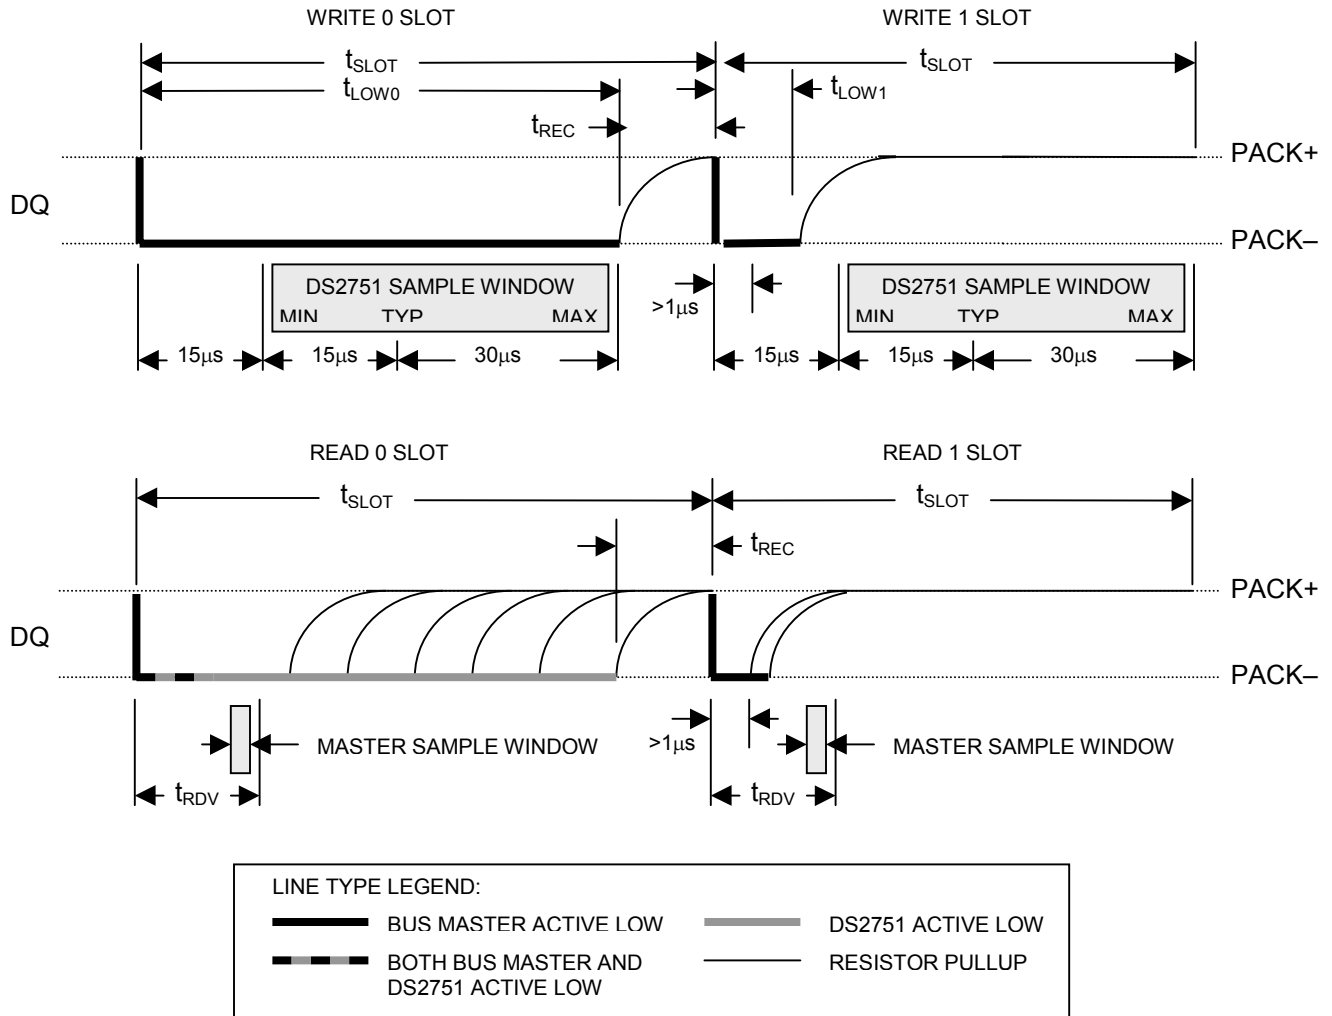 WRITE 0 SLOT
WRITE 1 SLOT
tSLOT
tSLOT
tLOW0
tLOW1
tREC
PACK+
DQ
PACK–
DS2751 SAMPLE WINDOW
MIN TYP MAX
>1μs
DS2751 SAMPLE WINDOW
MIN TYP MAX
15μs 15μs 30μs
15μs 15μs 30μs
READ 0 SLOT
READ 1 SLOT
tSLOT
tSLOT
tREC
PACK+
DQ
PACK–
MASTER SAMPLE WINDOW
>1μs
MASTER SAMPLE WINDOW
tRDV
tRDV
LINE TYPE LEGEND:
BUS MASTER ACTIVE LOW
DS2751 ACTIVE LOW
BOTH BUS MASTER AND
DS2751 ACTIVE LOW
RESISTOR PULLUP